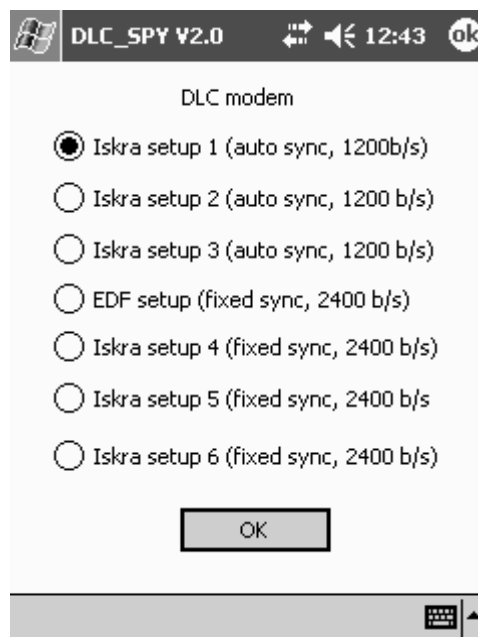 DLC_SPY V2.0 12:43 ok
DLC modem
Iskra setup 1 (auto sync, 1200b/s)
Iskra setup 2 (auto sync, 1200 b/s)
Iskra setup 3 (auto sync, 1200 b/s)
EDF setup (fixed sync, 2400 b/s)
Iskra setup 4 (fixed sync, 2400 b/s)
Iskra setup 5 (fixed sync, 2400 b/s
Iskra setup 6 (fixed sync, 2400 b/s)
OK